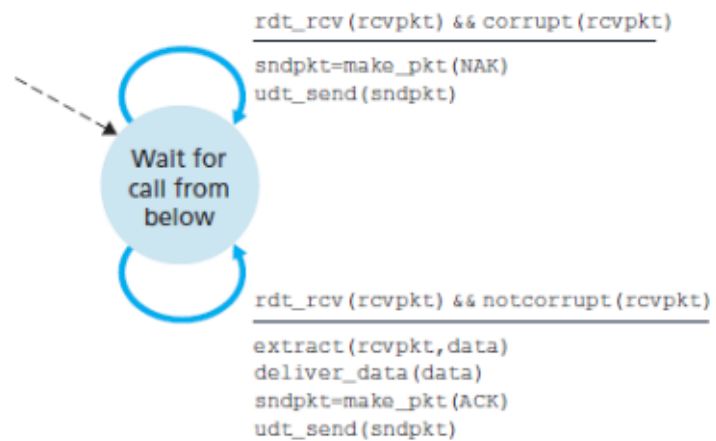 rdt_rcv(rcvpkt) && corrupt(rcvpkt)
sndpkt=make_pkt(NAK)
udt_send(sndpkt)
Wait for
call from
below
rdt_rcv(rcvpkt) && notcorrupt(rcvpkt)
extract(rcvpkt,data)
deliver_data(data)
sndpkt=make_pkt(ACK)
udt_send(sndpkt)